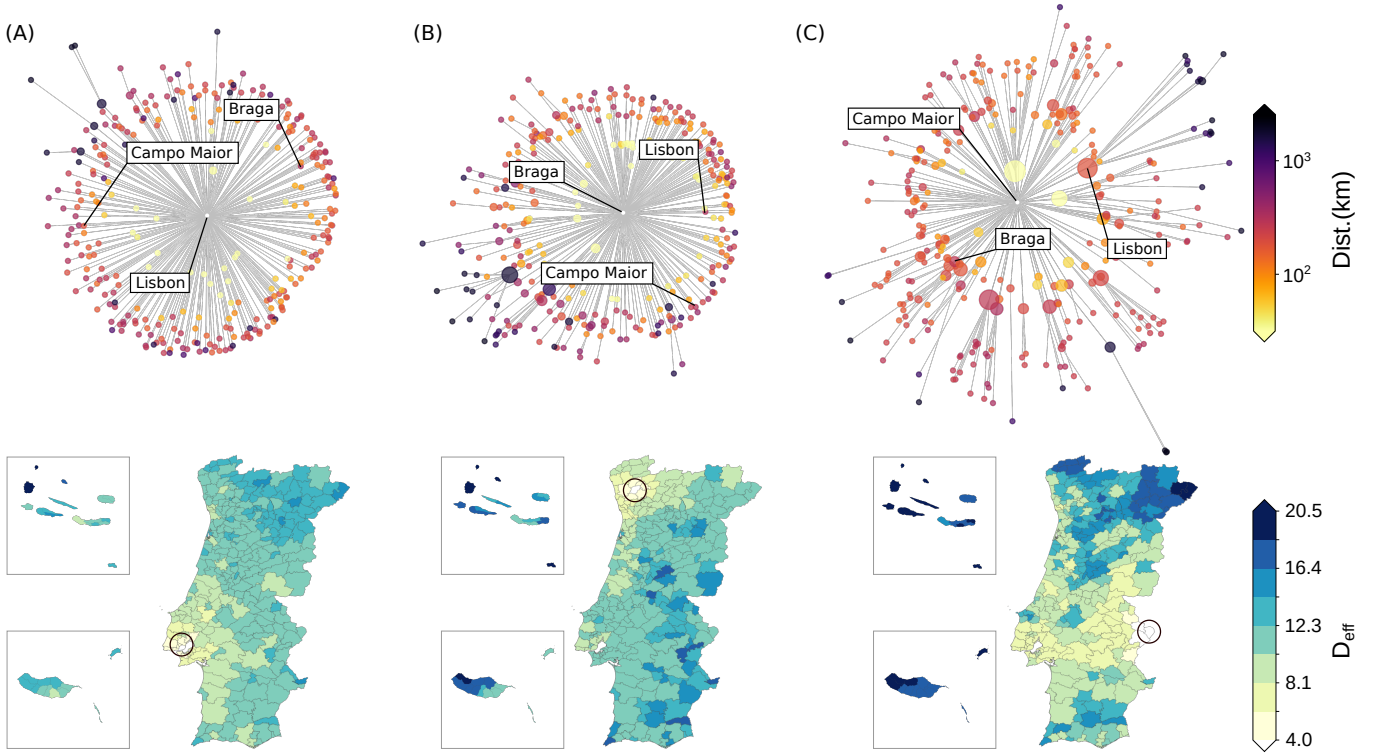 (A)
(B)
(C)
Braga
Campo Maior
Lisbon
Lisbon
Braga
Campo Maior
Campo Maior
Braga
Lisbon
10³
10²
Dist.(km)
20.5
16.4
12.3
8.1
4.0
D_eff